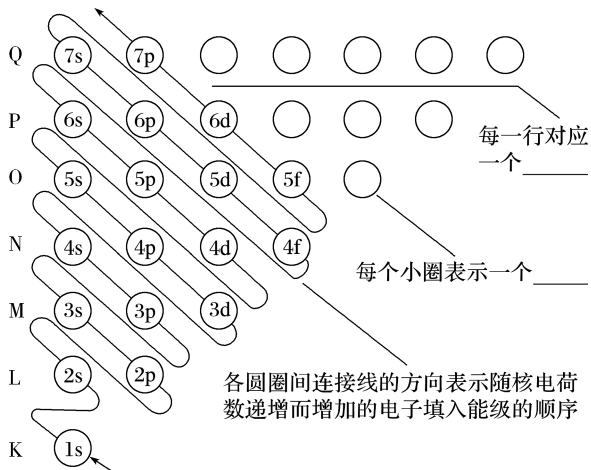 Q 7s 7p
P 6s 6p 6d
每一行对应
一个______
O 5s 5p 5d 5f
N 4s 4p 4d 4f
每个小圈表示一个______
M 3s 3p 3d
L 2s 2p
各圆圈间连接线的方向表示随核电荷
数递增而增加的电子填入能级的顺序
K 1s